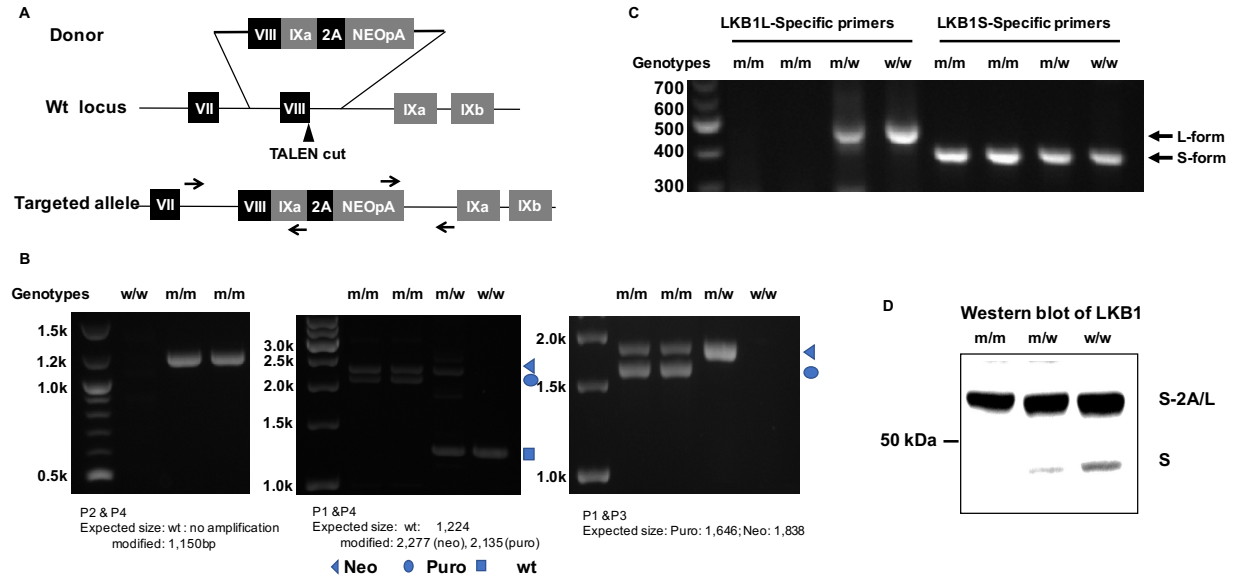 A
Donor
VIII IXa 2A NEOpA
Wt locus
VII VIII IXa IXb
TALEN cut
Targeted allele
VII VIII IXa 2A NEOpA IXa IXb
B
Genotypes w/w m/m m/m
1.5k
1.2k
1.0k
0.5k
P2 & P4
Expected size: wt : no amplification
modified: 1,150bp
m/m m/m m/w w/w
3.0k
2.5k
2.0k
1.5k
1.0k
P1 &P4
Expected size: wt: 1,224
modified: 2,277 (neo), 2,135 (puro)
Neo Puro wt
m/m m/m m/w w/w
2.0k
1.5k
1.0k
P1 &P3
Expected size: Puro: 1,646; Neo: 1,838
C
LKB1L-Specific primers LKB1S-Specific primers
Genotypes m/m m/m m/w w/w m/m m/m m/w w/w
700
600
500
400
300
L-form
S-form
D
Western blot of LKB1
m/m m/w w/w
S-2A/L
50 kDa
S